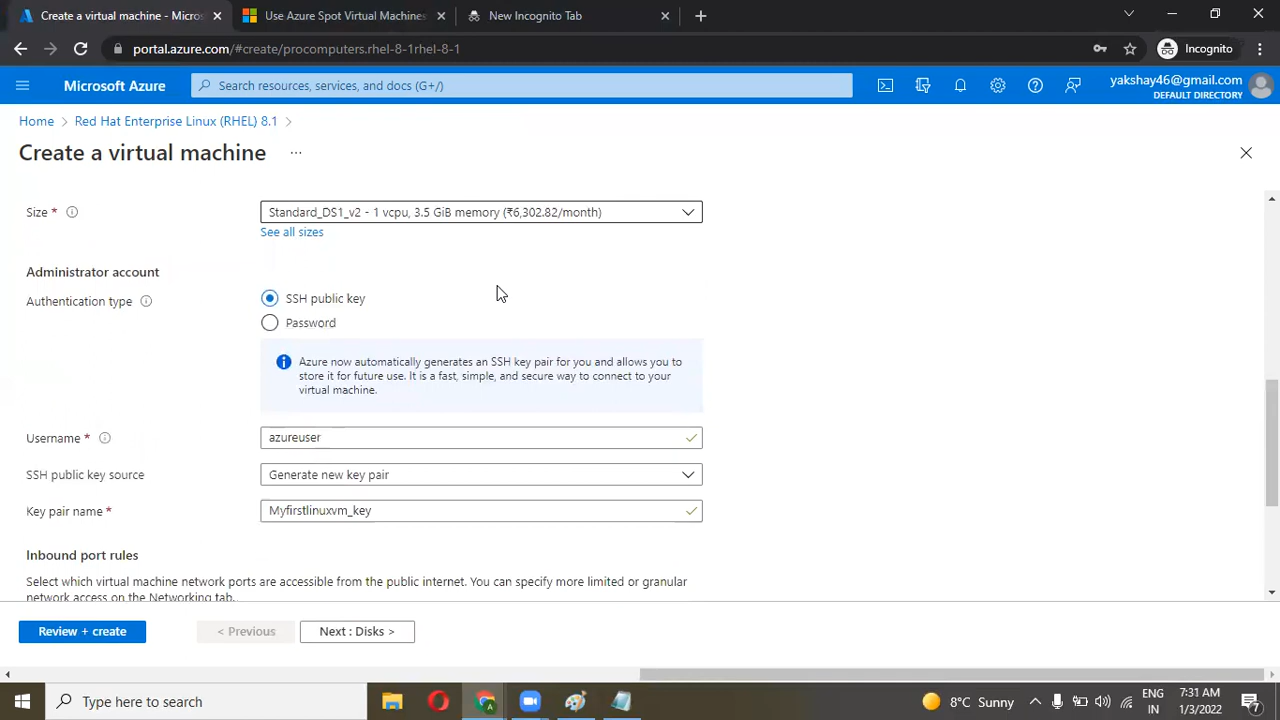 Create a virtual machine - Micros
Use Azure Spot Virtual Machines
New Incognito Tab
portal.azure.com/#create/procomputers.rhel-8-1rhel-8-1
Incognito
Microsoft Azure
Search resources, services, and docs (G+/)
yakshay46@gmail.com
DEFAULT DIRECTORY
Home > Red Hat Enterprise Linux (RHEL) 8.1 >
Create a virtual machine ...
Size *
Standard_DS1_v2 - 1 vcpu, 3.5 GiB memory (₹6,302.82/month)
See all sizes
Administrator account
Authentication type
SSH public key
Password
Azure now automatically generates an SSH key pair for you and allows you to
store it for future use. It is a fast, simple, and secure way to connect to your
virtual machine.
Username *
azureuser
SSH public key source
Generate new key pair
Key pair name *
Myfirstlinuxvm_key
Inbound port rules
Select which virtual machine network ports are accessible from the public internet. You can specify more limited or granular
network access on the Networking tab.
Review + create
< Previous
Next : Disks >
Type here to search
8°C Sunny
ENG
IN
7:31 AM
1/3/2022
7